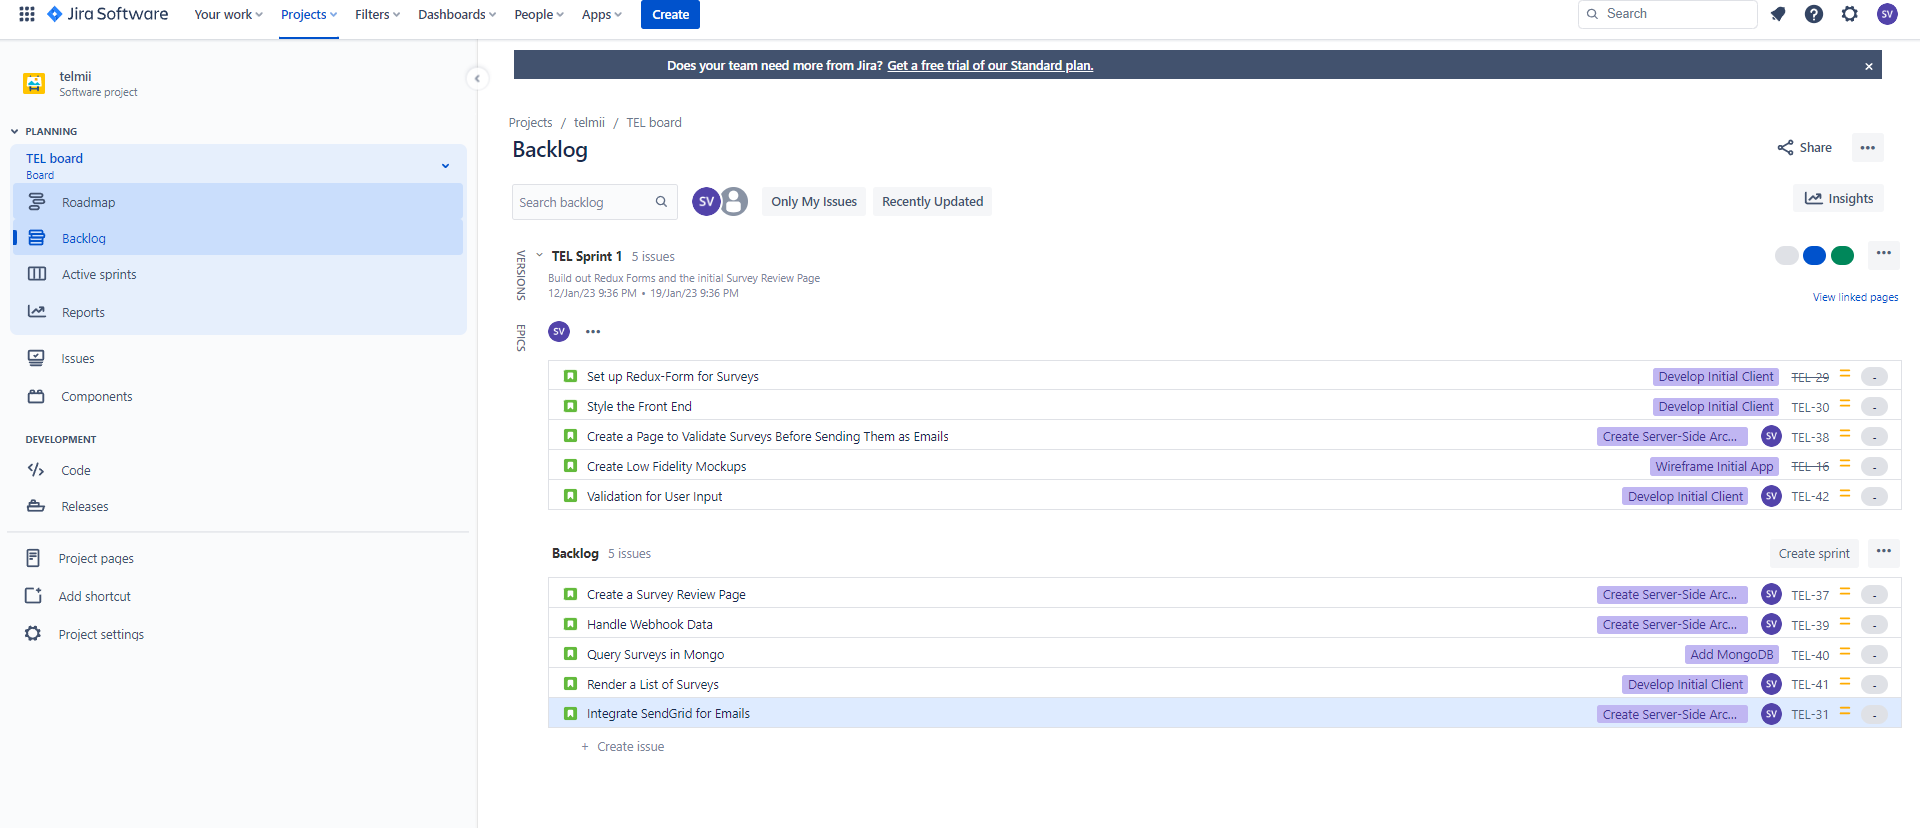 Jira Software Your work Projects Filters Dashboards People Apps Create Search SV
Does your team need more from Jira? Get a free trial of our Standard plan. ×
telmii
Software project
PLANNING
TEL board
Board
Roadmap
Backlog
Active sprints
Reports
Issues
Components
DEVELOPMENT
Code
Releases
Project pages
Add shortcut
Project settings
Projects / telmii / TEL board
Backlog
Share •••
Search backlog SV Only My Issues Recently Updated Insights
VERSIONS
EPICS
TEL Sprint 1 5 issues •••
Build out Redux Forms and the initial Survey Review Page
12/Jan/23 9:36 PM • 19/Jan/23 9:36 PM
View linked pages
SV •••
Set up Redux-Form for Surveys Develop Initial Client TEL-29 -
Style the Front End Develop Initial Client TEL-30 -
Create a Page to Validate Surveys Before Sending Them as Emails Create Server-Side Arc... SV TEL-38 -
Create Low Fidelity Mockups Wireframe Initial App TEL-16 -
Validation for User Input Develop Initial Client SV TEL-42 -
Backlog 5 issues Create sprint •••
Create a Survey Review Page Create Server-Side Arc... SV TEL-37 -
Handle Webhook Data Create Server-Side Arc... SV TEL-39 -
Query Surveys in Mongo Add MongoDB TEL-40 -
Render a List of Surveys Develop Initial Client SV TEL-41 -
Integrate SendGrid for Emails Create Server-Side Arc... SV TEL-31 -
+ Create issue